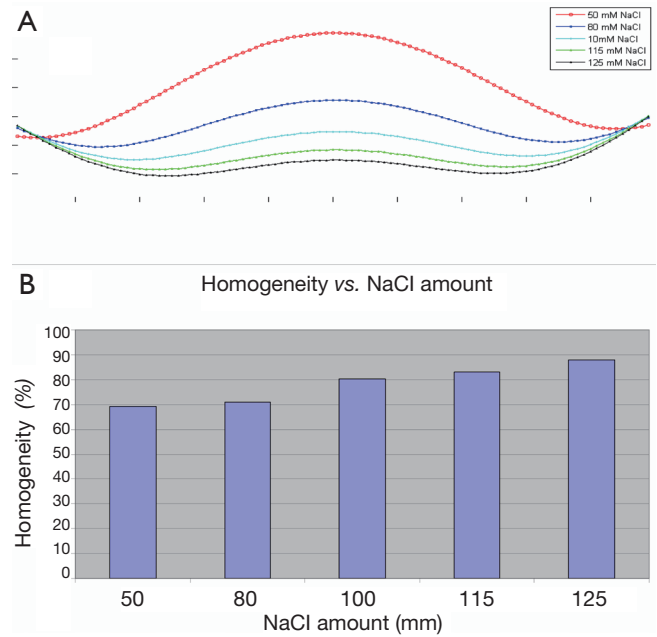 A
50 mM NaCl
80 mM NaCl
10mM NaCl
115 mM NaCl
125 mM NaCl
B
Homogeneity vs. NaCl amount
100
90
80
70
60
50
40
30
20
10
0
Homogeneity (%)
50 80 100 115 125
NaCl amount (mm)